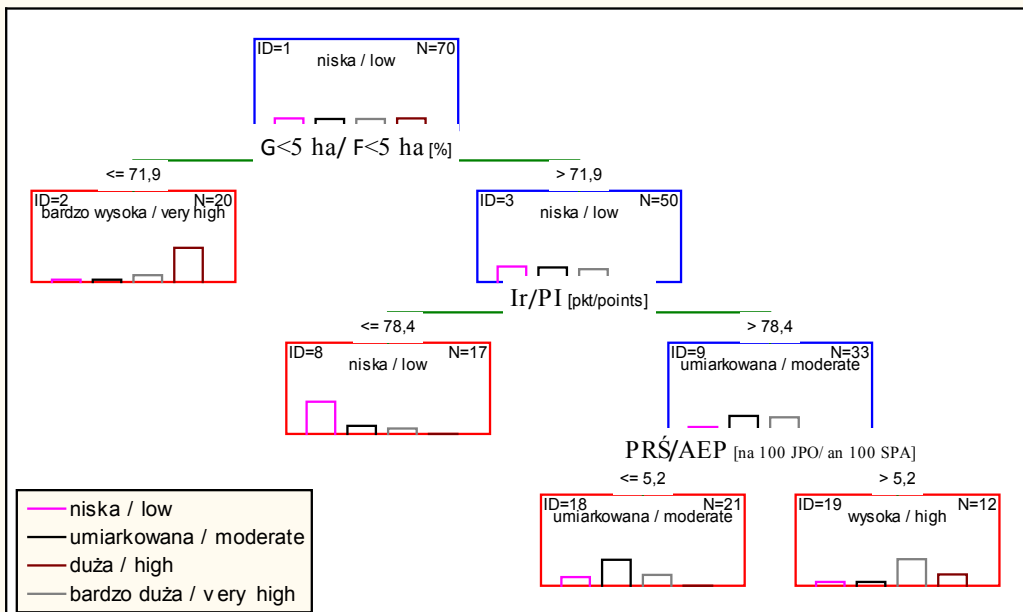 ID=1 N=70
niska / low
G<5 ha/ F<5 ha [%]
<= 71,9 > 71,9
ID=2 N=20
bardzo wysoka / very high
ID=3 N=50
niska / low
Ir/PI [pkt/points]
<= 78,4 > 78,4
ID=8 N=17
niska / low
ID=9 N=33
umiarkowana / moderate
PRŚ/AEP [na 100 JPO/ an 100 SPA]
<= 5,2 > 5,2
ID=18 N=21
umiarkowana / moderate
ID=19 N=12
wysoka / high
niska / low
umiarkowana / moderate
duża / high
bardzo duża / very high